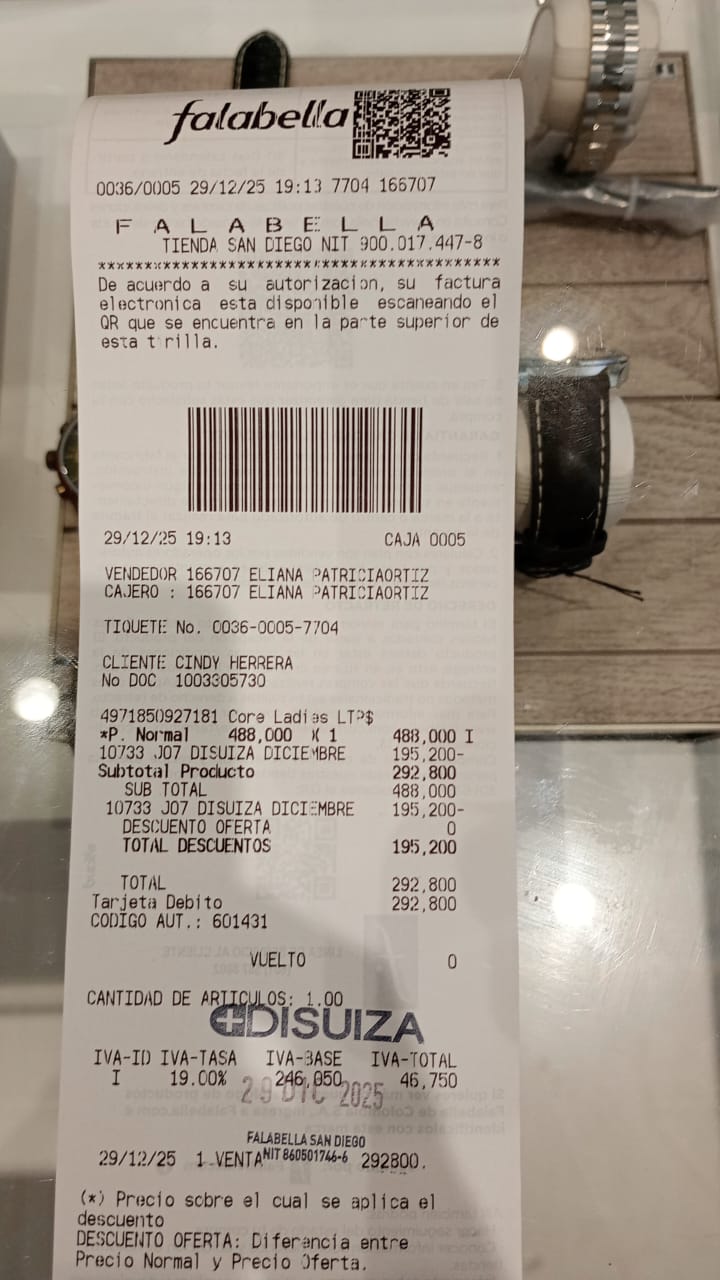 falabella
0036/0005 29/12/25 19:13 7704 166707
F A L A B E L L A
TIENDA SAN DIEGO NIT 900.017.447-8
********************************************
De acuerdo a su autorizacion, su factura
electronica esta disponible escaneando el
QR que se encuentra en la parte superior de
esta tirilla.
29/12/25 19:13 CAJA 0005
VENDEDOR 166707 ELIANA PATRICIAORTIZ
CAJERO : 166707 ELIANA PATRICIAORTIZ
TIQUETE No. 0036-0005-7704
CLIENTE CINDY HERRERA
No DOC 1003305730
4971850927181 Core Ladies LTP$
*P. Normal 488,000 X 1 488,000 I
10733 J07 DISUIZA DICIEMBRE 195,200-
Subtotal Producto 292,800
SUB TOTAL 488,000
10733 J07 DISUIZA DICIEMBRE 195,200-
DESCUENTO OFERTA 0
TOTAL DESCUENTOS 195,200
TOTAL 292,800
Tarjeta Debito 292,800
CODIGO AUT.: 601431
VUELTO 0
CANTIDAD DE ARTICULOS: 1.00
DISUIZA
IVA-ID IVA-TASA IVA-BASE IVA-TOTAL
I 19.00% 246,050 46,750
29 DIC 2025
FALABELLA SAN DIEGO
NIT 860501746-6
29/12/25 1 VENTA 292800.
(*) Precio sobre el cual se aplica el
descuento
DESCUENTO OFERTA: Diferencia entre
Precio Normal y Precio Oferta.